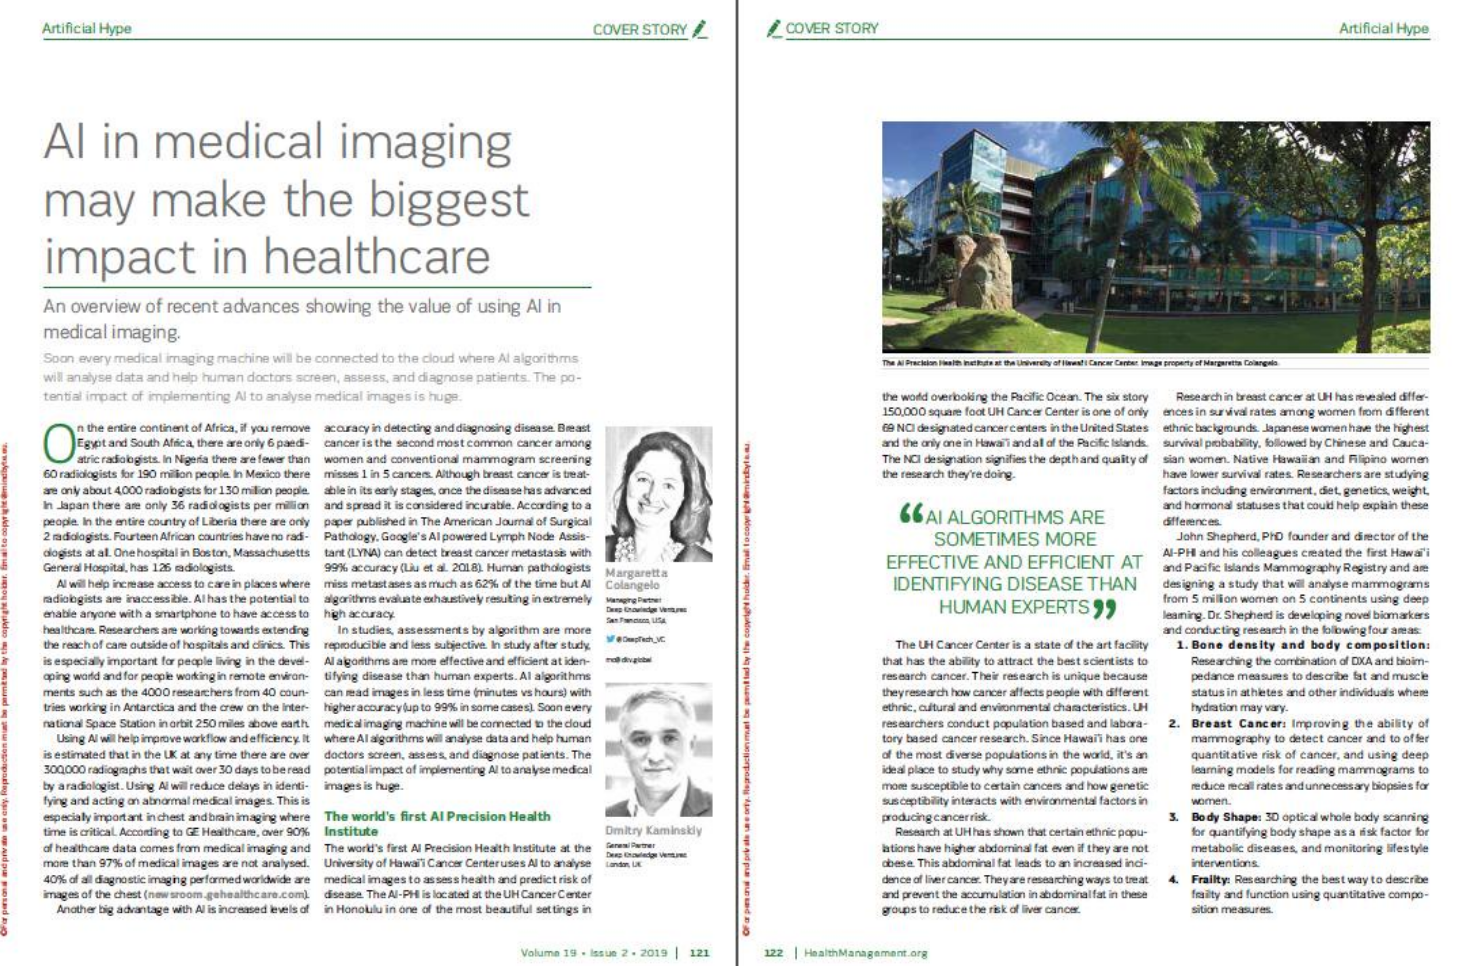 Artificial Hype
COVER STORY
AI in medical imaging
may make the biggest
impact in healthcare
An overview of recent advances showing the value of using AI in
medical imaging.
Soon every medical imaging machine will be connected to the cloud where AI algorithms
will analyse data and help human doctors screen, assess, and diagnose patients. The po-
tential impact of implementing AI to analyse medical images is huge.
On the entire continent of Africa, if you remove
Egypt and South Africa, there are only 6 paedi-
atric radiologists. In Nigeria there are fewer than
60 radiologists for 190 million people. In Mexico there
are only about 4,000 radiologists for 130 million people.
In Japan there are only 36 radiologists per million
people. In the entire country of Liberia there are only
2 radiologists. Fourteen African countries have no radi-
ologists at all. One hospital in Boston, Massachusetts
General Hospital, has 126 radiologists.
AI will help increase access to care in places where
radiologists are inaccessible. AI has the potential to
enable anyone with a smartphone to have access to
healthcare. Researchers are working towards extending
the reach of care outside of hospitals and clinics. This
is especially important for people living in the devel-
oping world and for people working in remote environ-
ments such as the 4000 researchers from 40 coun-
tries working in Antarctica and the crew on the Inter-
national Space Station in orbit 250 miles above earth.
Using AI will help improve workflow and efficiency. It
is estimated that in the UK at any time there are over
300,000 radiographs that wait over 30 days to be read
by a radiologist. Using AI will reduce delays in identi-
fying and acting on abnormal medical images. This is
especially important in chest and brain imaging where
time is critical. According to GE Healthcare, over 90%
of healthcare data comes from medical imaging and
more than 97% of medical images are not analysed.
40% of all diagnostic imaging performed worldwide are
images of the chest (newsroom.gehealthcare.com).
Another big advantage with AI is increased levels of
accuracy in detecting and diagnosing disease. Breast
cancer is the second most common cancer among
women and conventional mammogram screening
misses 1 in 5 cancers. Although breast cancer is treat-
able in its early stages, once the disease has advanced
and spread it is considered incurable. According to a
paper published in The American Journal of Surgical
Pathology, Google's AI powered Lymph Node Assis-
tant (LYNA) can detect breast cancer metastasis with
99% accuracy (Liu et al. 2018). Human pathologists
miss metastases as much as 62% of the time but AI
algorithms evaluate exhaustively resulting in extremely
high accuracy.
In studies, assessments by algorithm are more
reproducible and less subjective. In study after study,
AI algorithms are more effective and efficient at iden-
tifying disease than human experts. AI algorithms
can read images in less time (minutes vs hours) with
higher accuracy (up to 99% in some cases). Soon every
medical imaging machine will be connected to the cloud
where AI algorithms will analyse data and help human
doctors screen, assess, and diagnose patients. The
potential impact of implementing AI to analyse medical
images is huge.
The world's first AI Precision Health
Institute
The world's first AI Precision Health Institute at the
University of Hawai'i Cancer Center uses AI to analyse
medical images to assess health and predict risk of
disease. The AI-PHI is located at the UH Cancer Center
in Honolulu in one of the most beautiful settings in
Margaretta
Colangelo
Managing Partner
Deep Knowledge Ventures
San Francisco, USA
@DeepTech_VC
mc@dkv.global
Dmitry Kaminskiy
General Partner
Deep Knowledge Ventures
London, UK
©For personal and private use only. Reproduction must be permitted by the copyright holder. Email to copyright@mindbyte.eu.
Volume 19 • Issue 2 • 2019 | 121
COVER STORY
Artificial Hype
The AI Precision Health Institute at the University of Hawai'i Cancer Center. Image property of Margaretta Colangelo.
the world overlooking the Pacific Ocean. The six story
150,000 square foot UH Cancer Center is one of only
69 NCI designated cancer centers in the United States
and the only one in Hawai'i and all of the Pacific Islands.
The NCI designation signifies the depth and quality of
the research they're doing.
“AI ALGORITHMS ARE
SOMETIMES MORE
EFFECTIVE AND EFFICIENT AT
IDENTIFYING DISEASE THAN
HUMAN EXPERTS”
The UH Cancer Center is a state of the art facility
that has the ability to attract the best scientists to
research cancer. Their research is unique because
they research how cancer affects people with different
ethnic, cultural and environmental characteristics. UH
researchers conduct population based and labora-
tory based cancer research. Since Hawai'i has one
of the most diverse populations in the world, it's an
ideal place to study why some ethnic populations are
more susceptible to certain cancers and how genetic
susceptibility interacts with environmental factors in
producing cancer risk.
Research at UH has shown that certain ethnic popu-
lations have higher abdominal fat even if they are not
obese. This abdominal fat leads to an increased inci-
dence of liver cancer. They are researching ways to treat
and prevent the accumulation in abdominal fat in these
groups to reduce the risk of liver cancer.
Research in breast cancer at UH has revealed differ-
ences in survival rates among women from different
ethnic backgrounds. Japanese women have the highest
survival probability, followed by Chinese and Cauca-
sian women. Native Hawaiian and Filipino women
have lower survival rates. Researchers are studying
factors including environment, diet, genetics, weight,
and hormonal statuses that could help explain these
differences.
John Shepherd, PhD founder and director of the
AI-PHI and his colleagues created the first Hawai'i
and Pacific Islands Mammography Registry and are
designing a study that will analyse mammograms
from 5 million women on 5 continents using deep
learning. Dr. Shepherd is developing novel biomarkers
and conducting research in the following four areas:
1. Bone density and body composition:
Researching the combination of DXA and bioim-
pedance measures to describe fat and muscle
status in athletes and other individuals where
hydration may vary.
2. Breast Cancer: Improving the ability of
mammography to detect cancer and to offer
quantitative risk of cancer, and using deep
learning models for reading mammograms to
reduce recall rates and unnecessary biopsies for
women.
3. Body Shape: 3D optical whole body scanning
for quantifying body shape as a risk factor for
metabolic diseases, and monitoring lifestyle
interventions.
4. Frailty: Researching the best way to describe
frailty and function using quantitative compo-
sition measures.
©For personal and private use only. Reproduction must be permitted by the copyright holder. Email to copyright@mindbyte.eu.
122 | HealthManagement.org